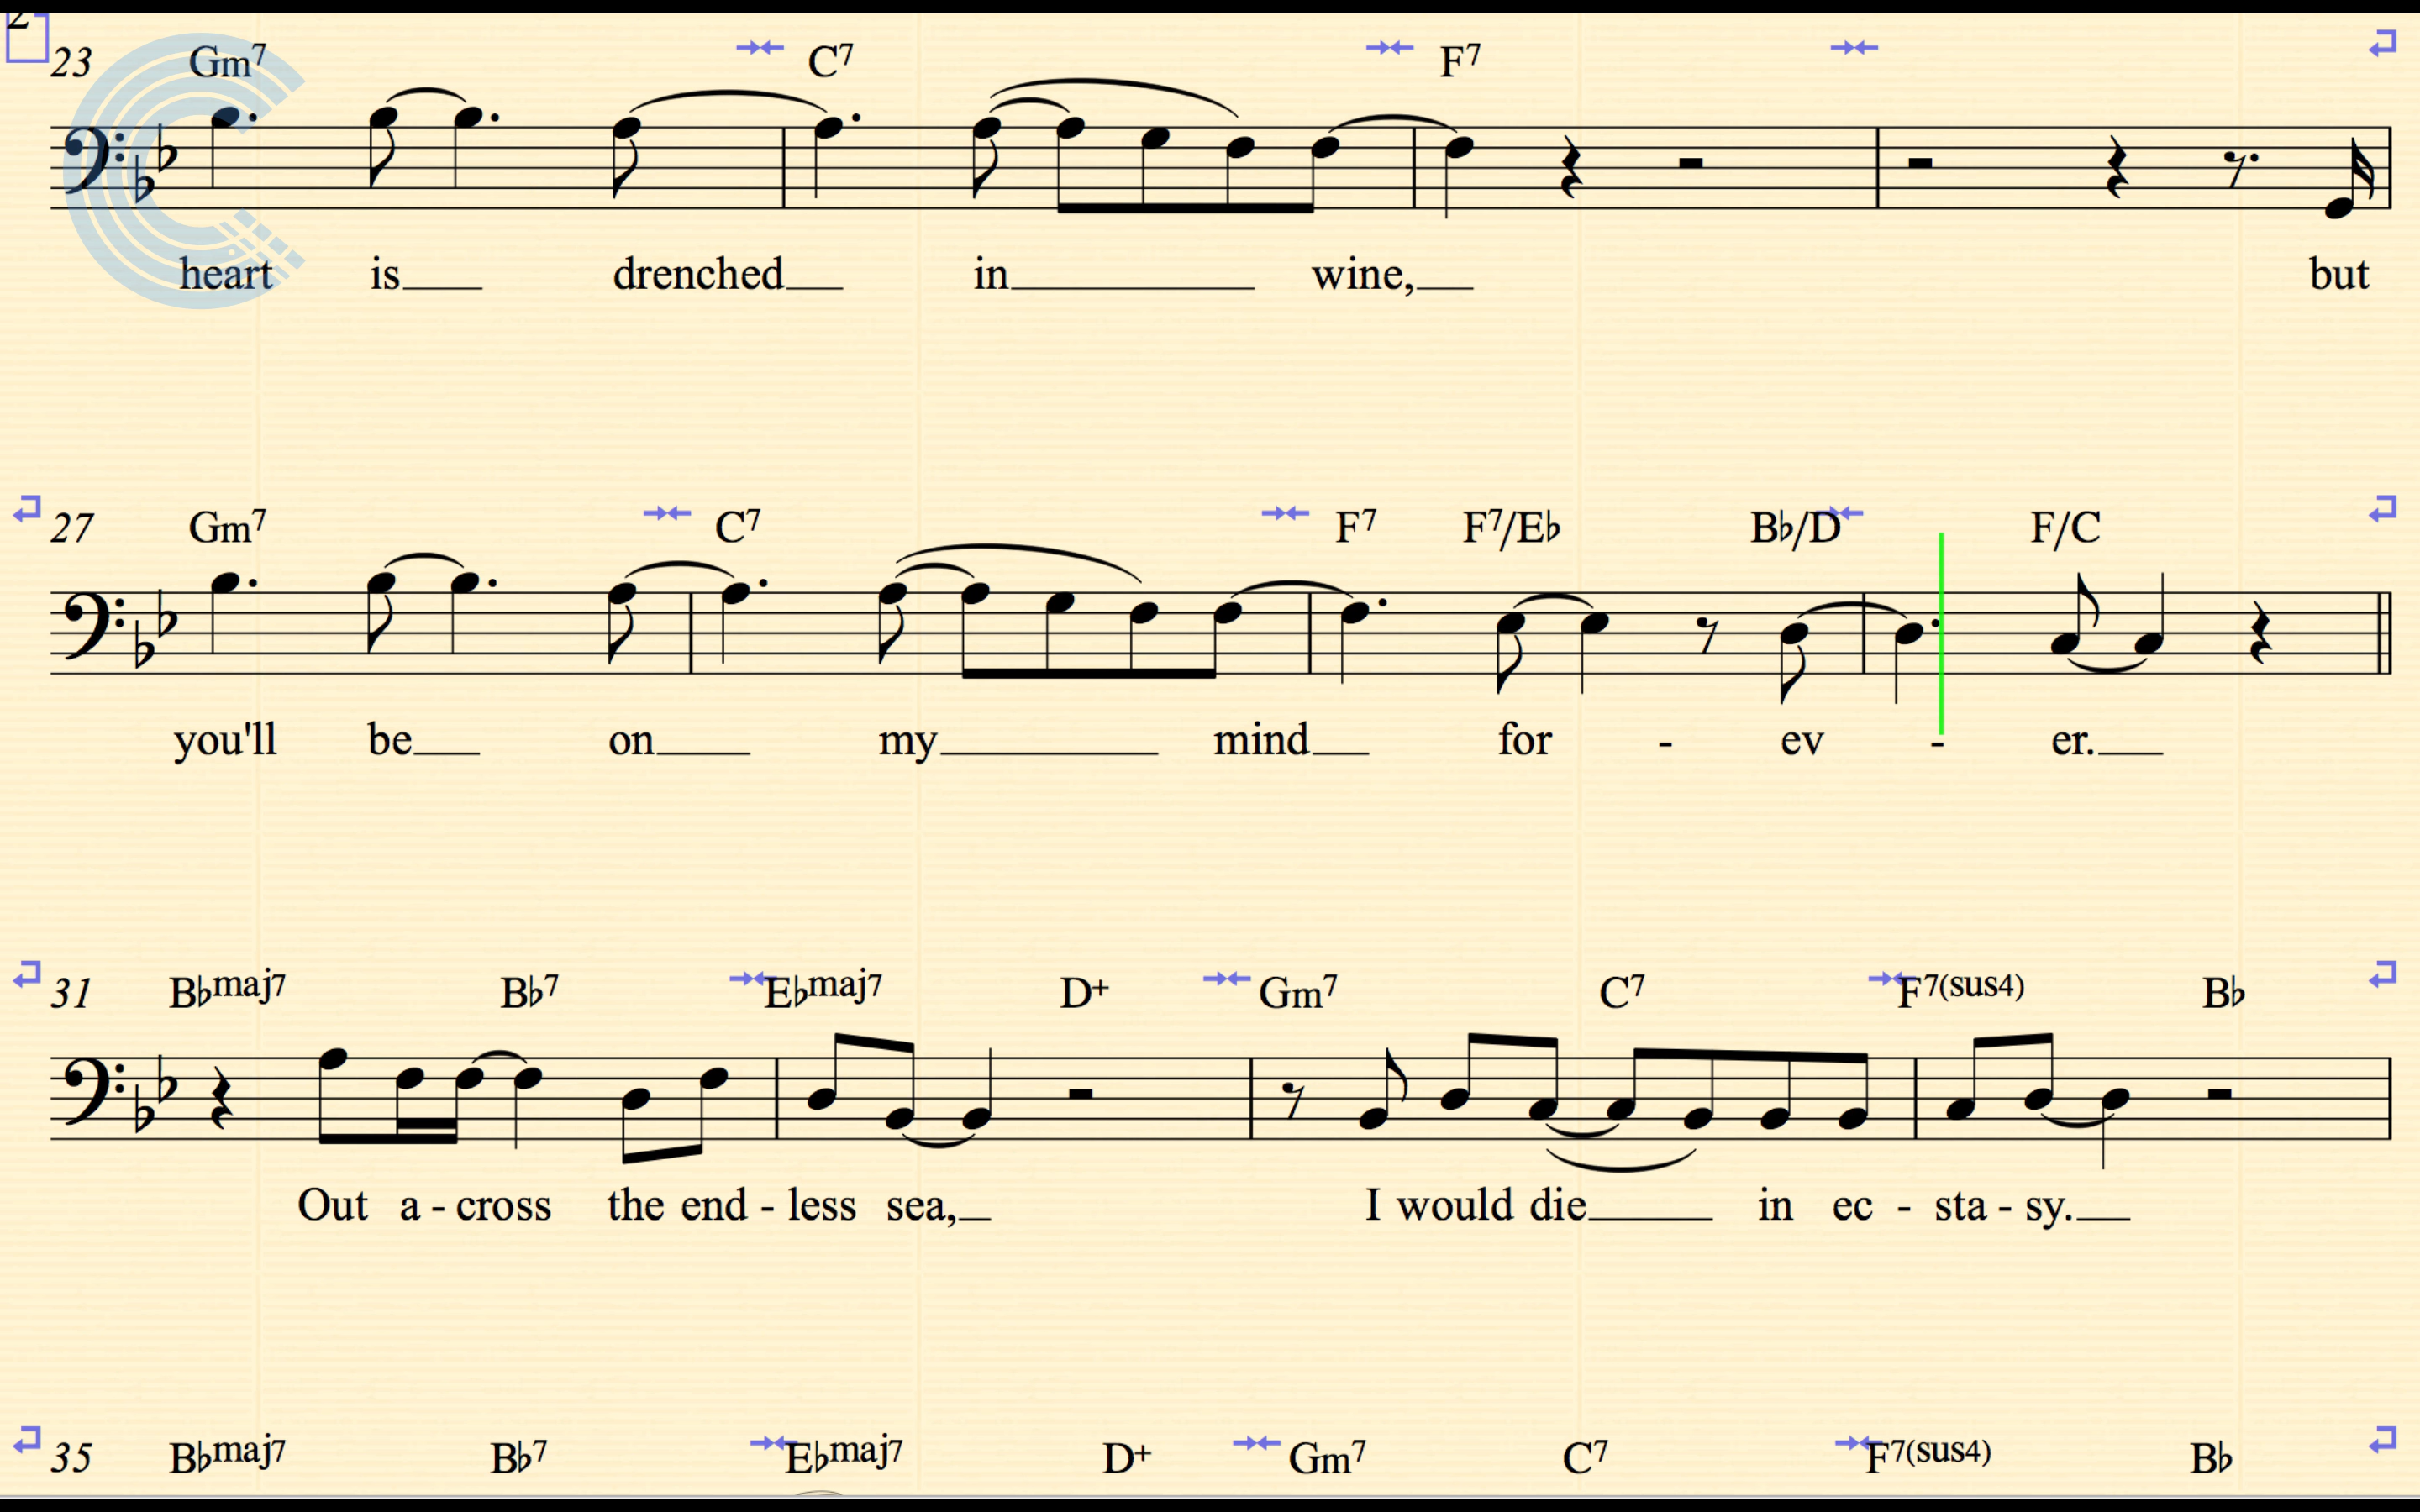 2
23 Gm7 C7 F7
heart is drenched in wine, but
27 Gm7 C7 F7 F7/E♭ B♭/D F/C
you'll be on my mind for - ev - er.
31 B♭maj7 B♭7 E♭maj7 D+ Gm7 C7 F7(sus4) B♭
Out a - cross the end - less sea, I would die in ec - sta - sy.
35 B♭maj7 B♭7 E♭maj7 D+ Gm7 C7 F7(sus4) B♭